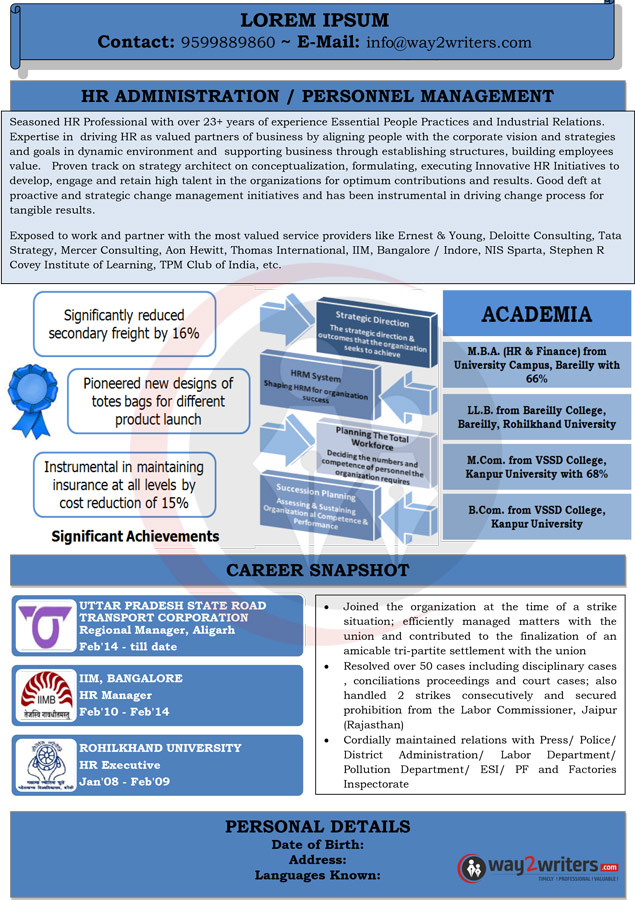 LOREM IPSUM
Contact: 9599889860 ~ E-Mail: info@way2writers.com
HR ADMINISTRATION / PERSONNEL MANAGEMENT
Seasoned HR Professional with over 23+ years of experience Essential People Practices and Industrial Relations.
Expertise in driving HR as valued partners of business by aligning people with the corporate vision and strategies
and goals in dynamic environment and supporting business through establishing structures, building employees
value. Proven track on strategy architect on conceptualization, formulating, executing Innovative HR Initiatives to
develop, engage and retain high talent in the organizations for optimum contributions and results. Good deft at
proactive and strategic change management initiatives and has been instrumental in driving change process for
tangible results.
Exposed to work and partner with the most valued service providers like Ernest & Young, Deloitte Consulting, Tata
Strategy, Mercer Consulting, Aon Hewitt, Thomas International, IIM, Bangalore / Indore, NIS Sparta, Stephen R
Covey Institute of Learning, TPM Club of India, etc.
Significantly reduced
secondary freight by 16%
Pioneered new designs of
totes bags for different
product launch
Instrumental in maintaining
insurance at all levels by
cost reduction of 15%
Significant Achievements
Strategic Direction
The strategic direction &
outcomes that the organization
seeks to achieve
HRM System
Shaping HRM for organization
success
Planning The Total
Workforce
Deciding the numbers and
competence of personnel the
organization requires
Succession Planning
Assessing & Sustaining
Organization al Competence &
Performance
ACADEMIA
M.B.A. (HR & Finance) from
University Campus, Bareilly with
66%
LL.B. from Bareilly College,
Bareilly, Rohilkhand University
M.Com. from VSSD College,
Kanpur University with 68%
B.Com. from VSSD College,
Kanpur University
CAREER SNAPSHOT
UTTAR PRADESH STATE ROAD
TRANSPORT CORPORATION
Regional Manager, Aligarh
Feb'14 - till date
IIMB
तेजस्वि नावधीतमस्तु
IIM, BANGALORE
HR Manager
Feb'10 - Feb'14
ROHILKHAND UNIVERSITY
HR Executive
Jan'08 - Feb'09
• Joined the organization at the time of a strike
situation; efficiently managed matters with the
union and contributed to the finalization of an
amicable tri-partite settlement with the union
• Resolved over 50 cases including disciplinary cases
, conciliations proceedings and court cases; also
handled 2 strikes consecutively and secured
prohibition from the Labor Commissioner, Jaipur
(Rajasthan)
• Cordially maintained relations with Press/ Police/
District Administration/ Labor Department/
Pollution Department/ ESI/ PF and Factories
Inspectorate
PERSONAL DETAILS
Date of Birth:
Address:
Languages Known:
way2writers.com
TIMELY ! PROFESSIONAL ! VALUABLE !